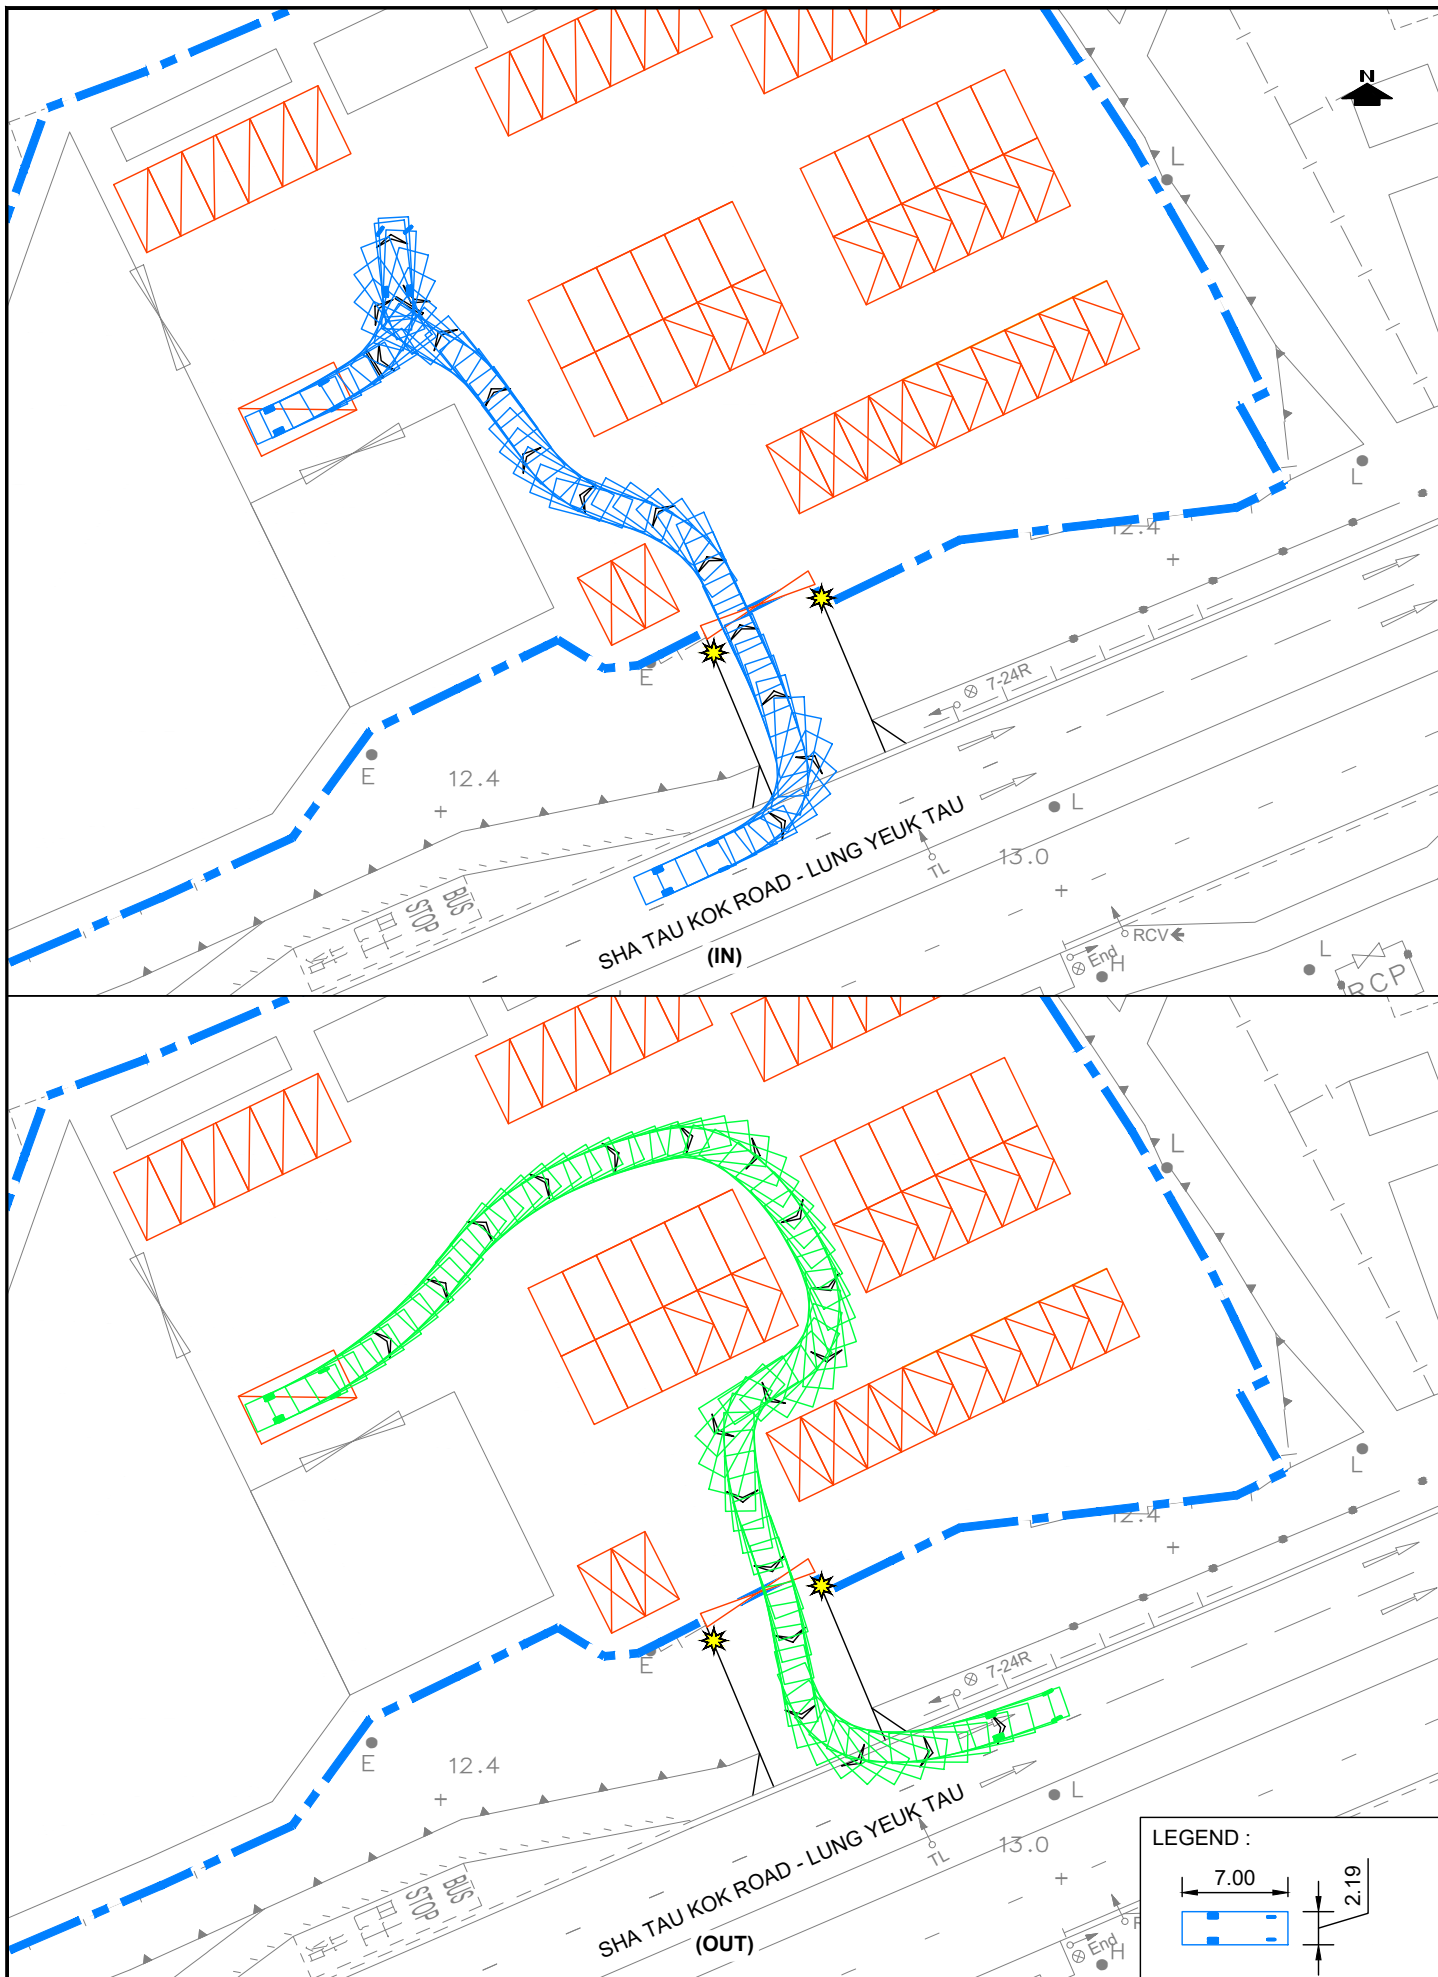 N
L
12.4
L
7-24R
E
E
12.4
L
SHA TAU KOK ROAD - LUNG YEUK TAU
TL
13.0
BUS
STOP
RCV
(IN)
End
H
L
RCP
L
12.4
L
7-24R
E
E
12.4
L
SHA TAU KOK ROAD - LUNG YEUK TAU
TL
13.0
BUS
STOP
(OUT)
End
H
LEGEND :
7.00
2.19